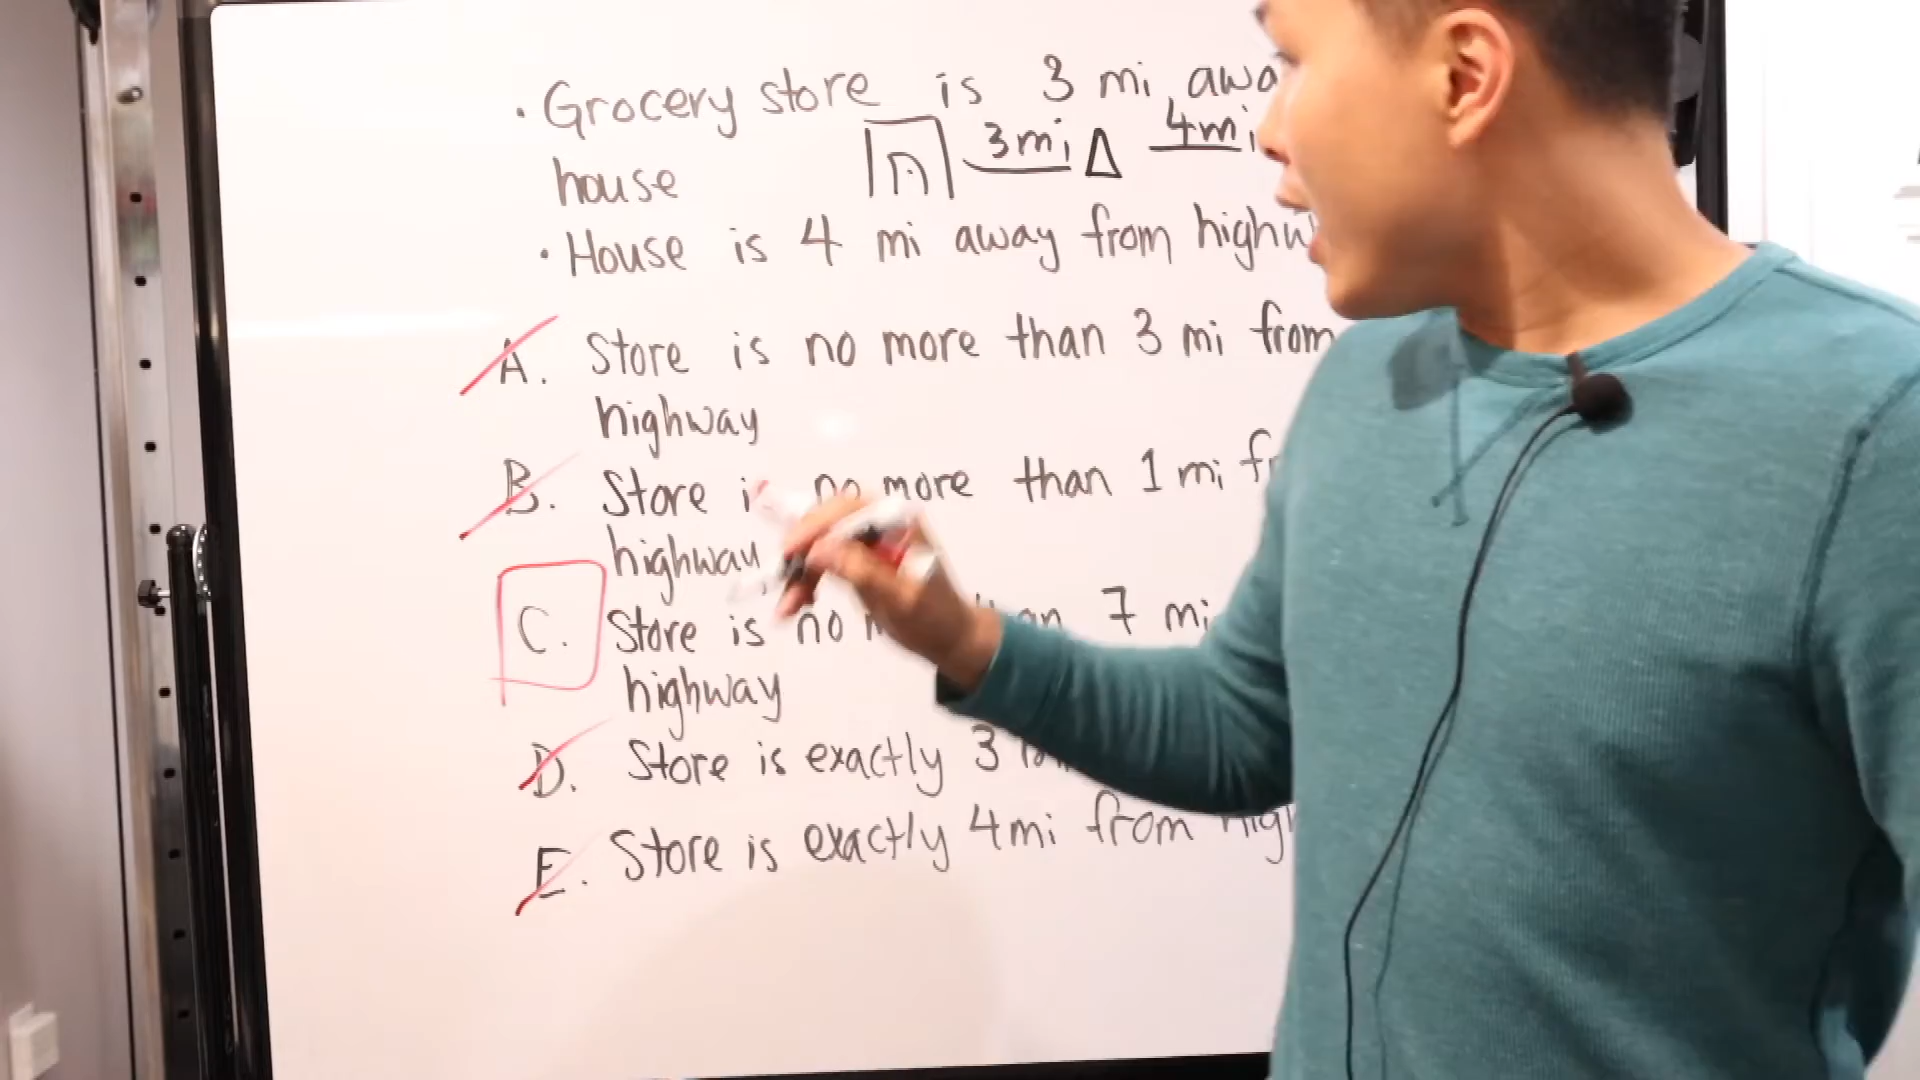 · Grocery store is 3 mi awa
3mi 4mi
house
· House is 4 mi away from highw
A. Store is no more than 3 mi from
highway
B. Store is no more than 1 mi
highway
C. Store is no 7 mi
highway
D. Store is exactly 3
E. Store is exactly 4mi from